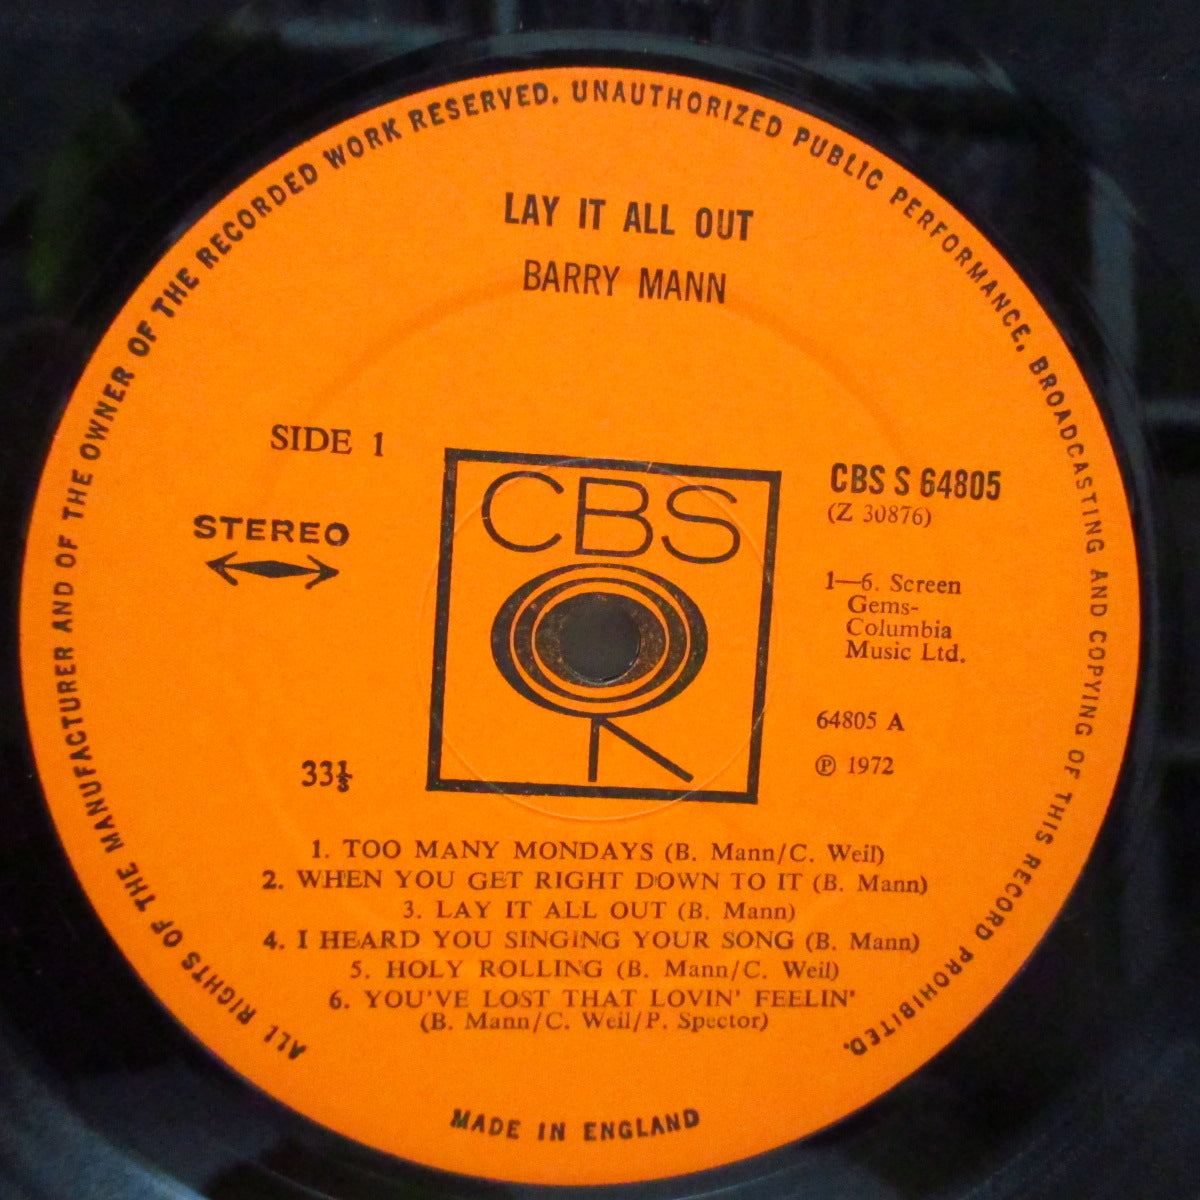 ALL RIGHTS OF THE MANUFACTURER AND OF THE OWNER OF THE RECORDED WORK RESERVED. UNAUTHORIZED PUBLIC PERFORMANCE, BROADCASTING AND COPYING OF THIS RECORD PROHIBITED.
LAY IT ALL OUT
BARRY MANN
SIDE 1
STEREO
33⅓
CBS
CBS S 64805
(Z 30876)
1—6. Screen
Gems-
Columbia
Music Ltd.
64805 A
℗ 1972
1. TOO MANY MONDAYS (B. Mann/C. Weil)
2. WHEN YOU GET RIGHT DOWN TO IT (B. Mann)
3. LAY IT ALL OUT (B. Mann)
4. I HEARD YOU SINGING YOUR SONG (B. Mann)
5. HOLY ROLLING (B. Mann/C. Weil)
6. YOU'VE LOST THAT LOVIN' FEELIN'
(B. Mann/C. Weil/P. Spector)
MADE IN ENGLAND